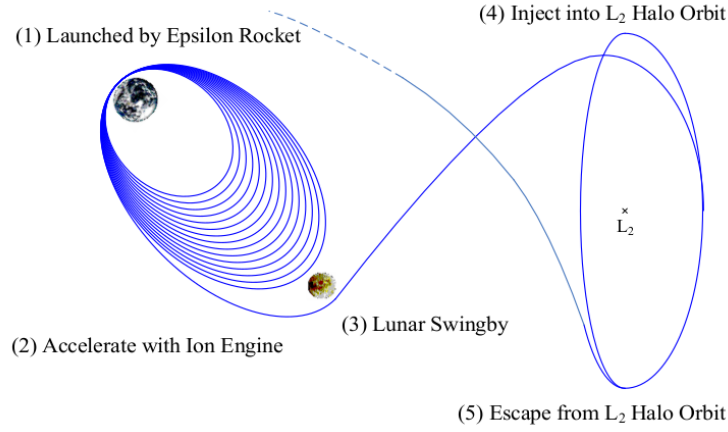 (1) Launched by Epsilon Rocket
(2) Accelerate with Ion Engine
(3) Lunar Swingby
(4) Inject into L₂ Halo Orbit
×
L₂
(5) Escape from L₂ Halo Orbit